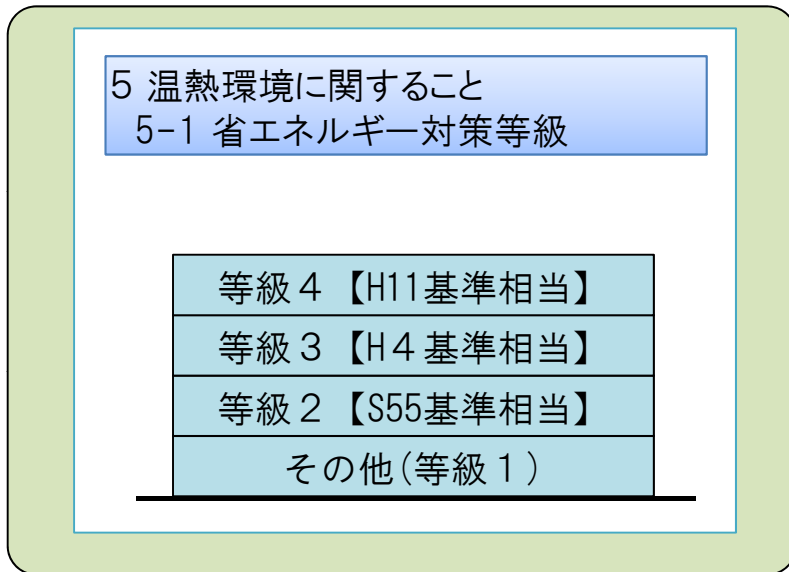 ５ 温熱環境に関すること
5-1 省エネルギー対策等級
等級４【H11基準相当】
等級３【H４基準相当】
等級２【S55基準相当】
その他(等級１)